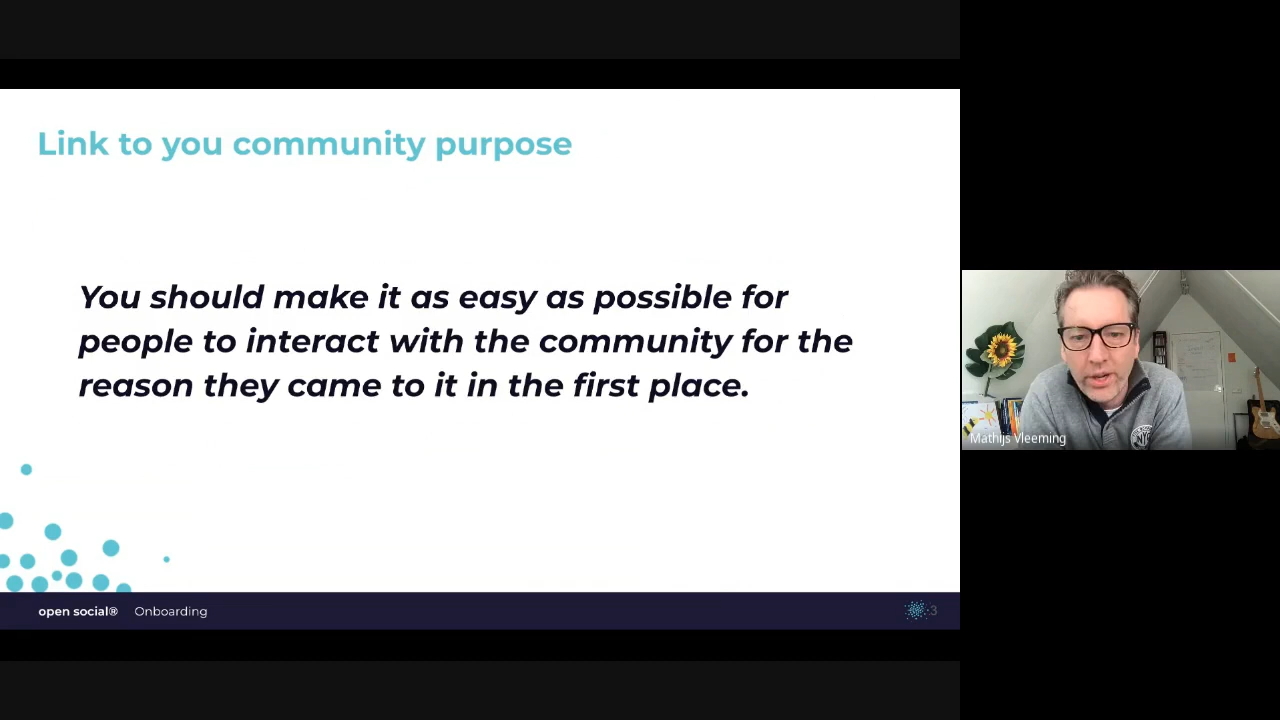 Link to you community purpose
You should make it as easy as possible for
people to interact with the community for the
reason they came to it in the first place.
Mathijs Vleeming
open social® Onboarding
3